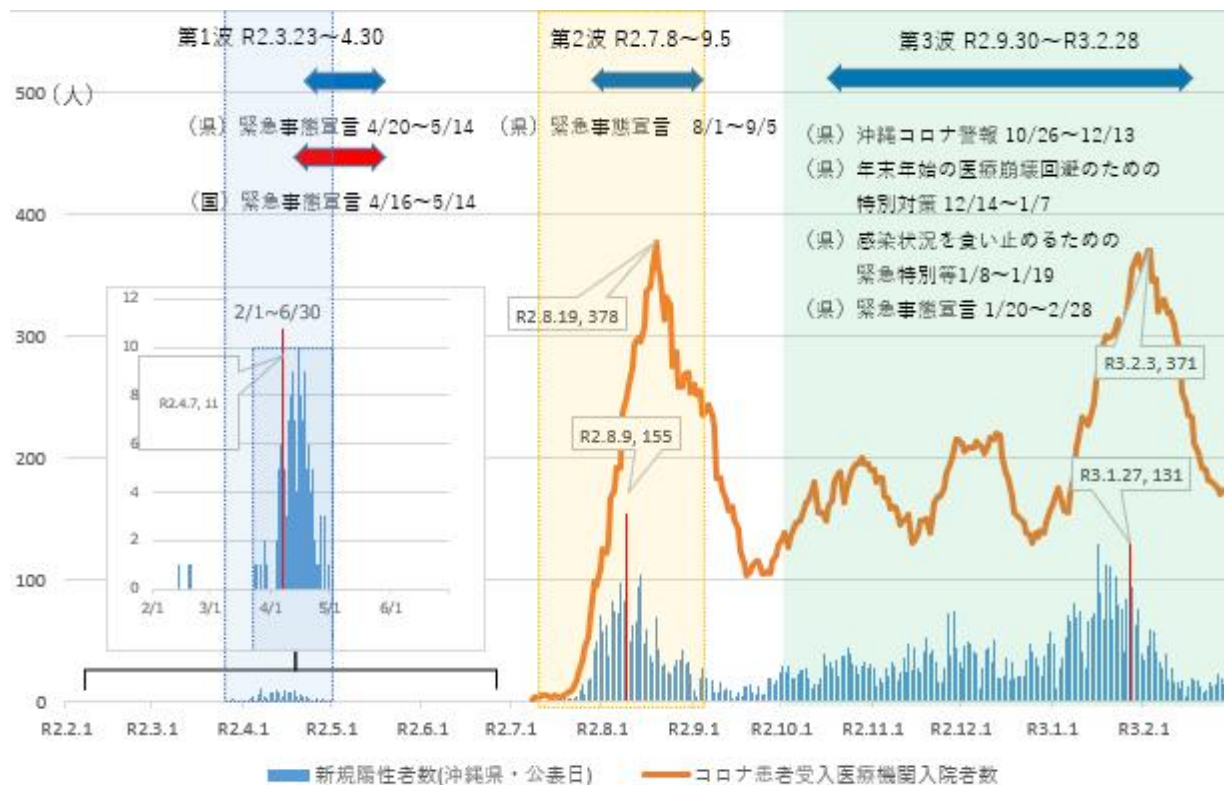 第1波 R2.3.23～4.30
第2波 R2.7.8～9.5
第3波 R2.9.30～R3.2.28
500（人）
（県）緊急事態宣言 4/20～5/14
（国）緊急事態宣言 4/16～5/14
（県）緊急事態宣言　8/1～9/5
（県）沖縄コロナ警報 10/26～12/13
（県）年末年始の医療崩壊回避のための
特別対策 12/14～1/7
（県）感染状況を食い止めるための
緊急特別等1/8～1/19
（県）緊急事態宣言 1/20～2/28
400
300
200
100
0
2/1~6/30
12
10
8
6
4
2
0
R2.4.7, 11
2/1 3/1 4/1 5/1 6/1
R2.8.19, 378
R2.8.9, 155
R3.2.3, 371
R3.1.27, 131
R2.2.1 R2.3.1 R2.4.1 R2.5.1 R2.6.1 R2.7.1 R2.8.1 R2.9.1 R2.10.1 R2.11.1 R2.12.1 R3.1.1 R3.2.1
新規陽性者数(沖縄県・公表日)
コロナ患者受入医療機関入院者数